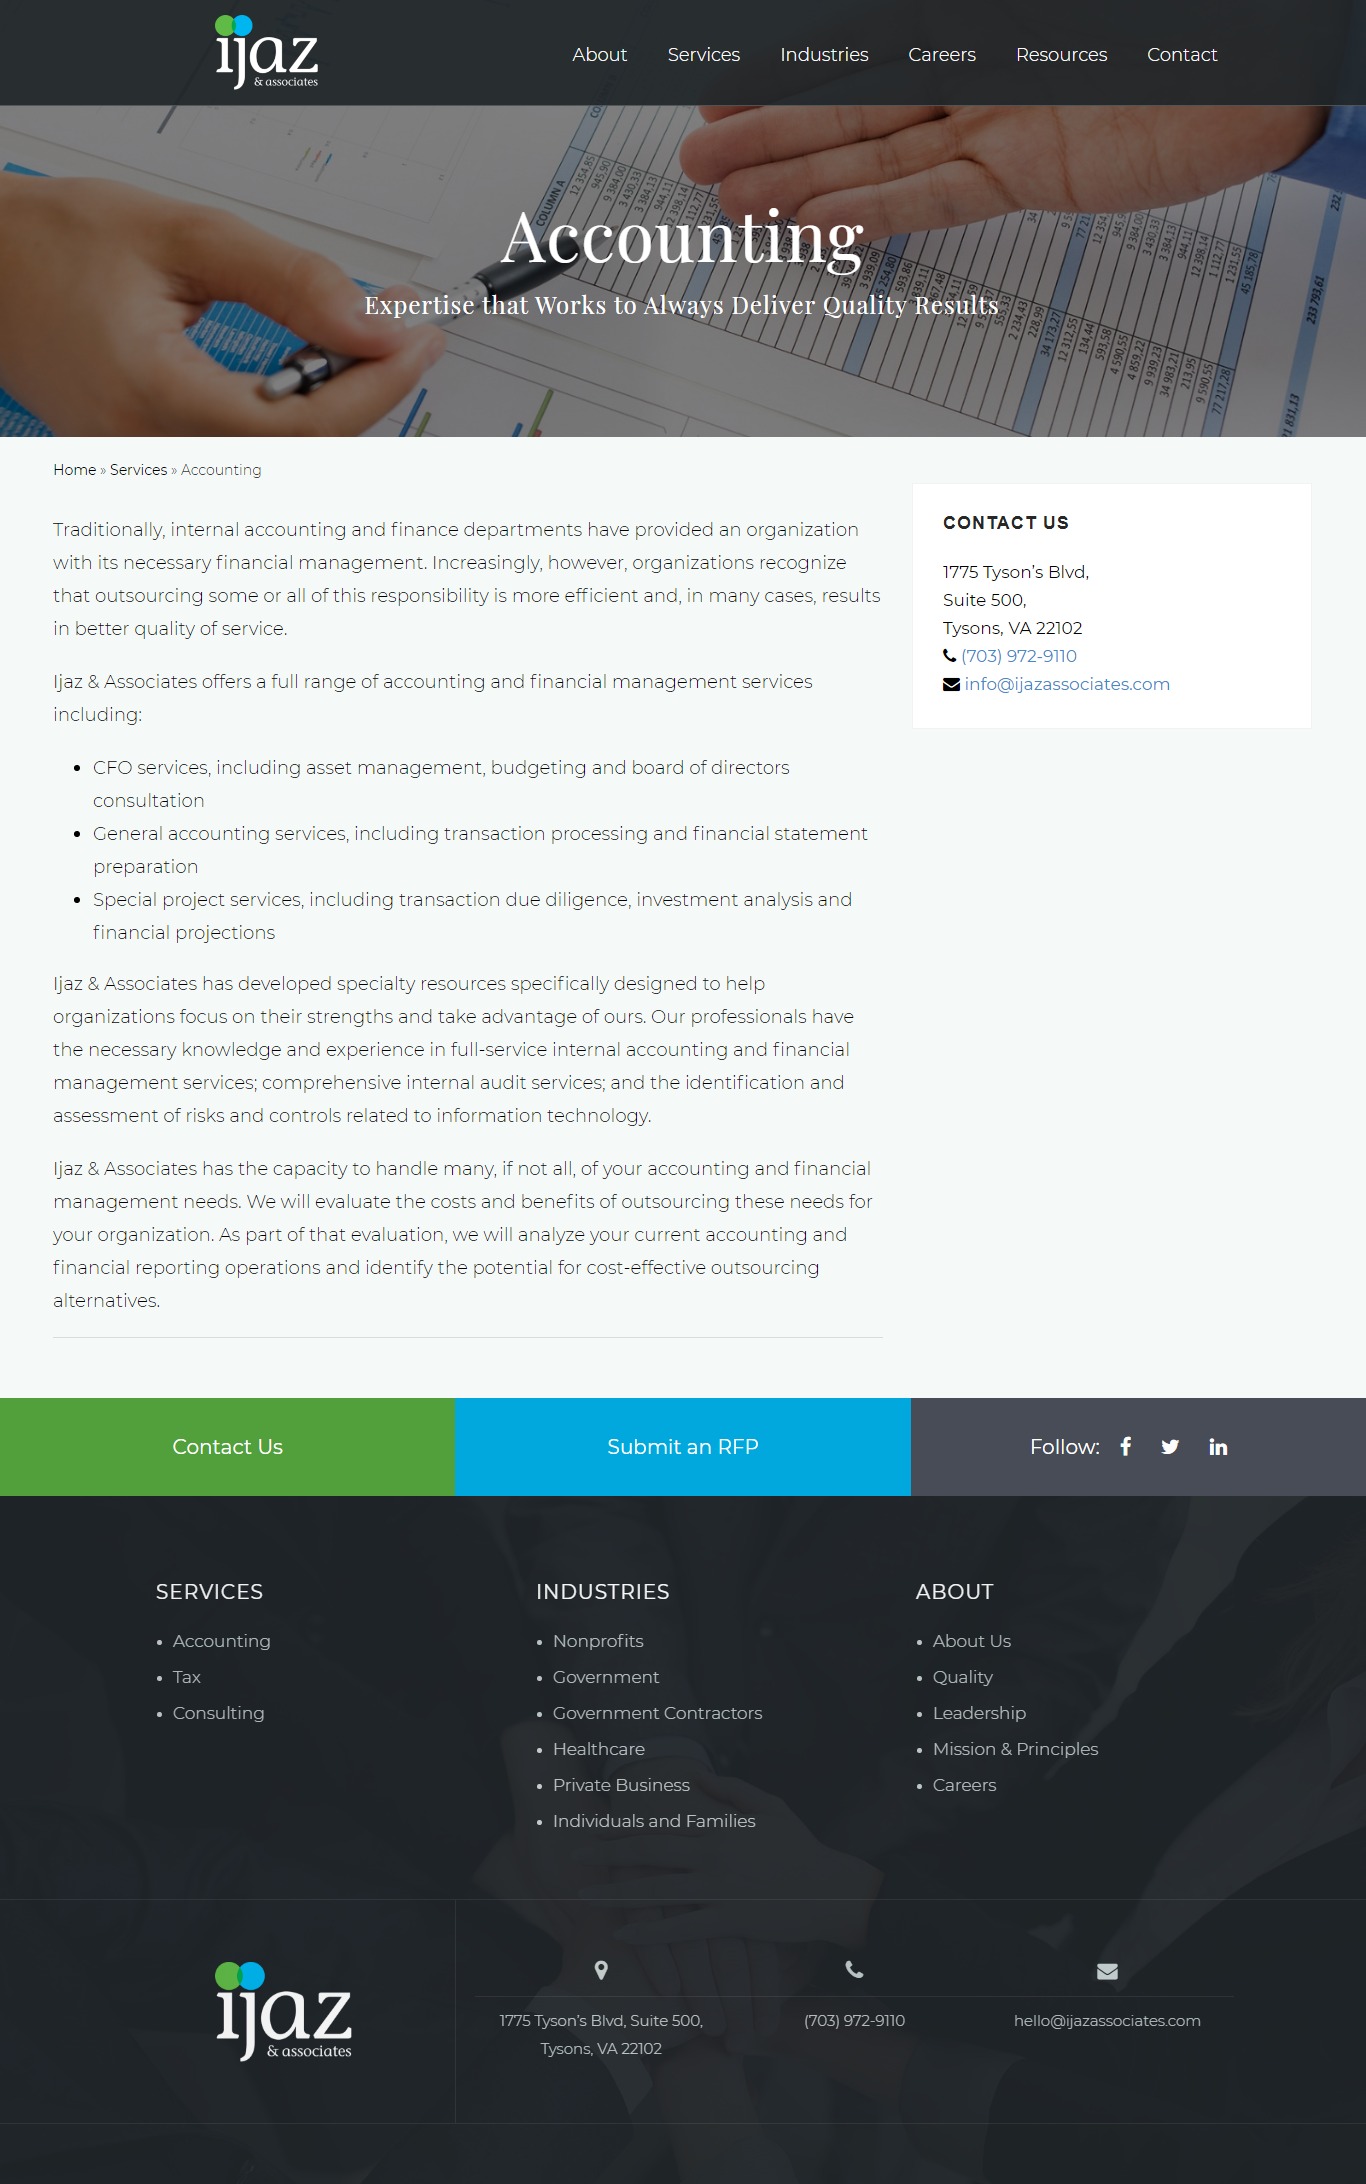 ijaz
& associates
About
Services
Industries
Careers
Resources
Contact
Accounting
Expertise that Works to Always Deliver Quality Results
Home » Services » Accounting
Traditionally, internal accounting and finance departments have provided an organization
with its necessary financial management. Increasingly, however, organizations recognize
that outsourcing some or all of this responsibility is more efficient and, in many cases, results
in better quality of service.
Ijaz & Associates offers a full range of accounting and financial management services
including:
• CFO services, including asset management, budgeting and board of directors
consultation
• General accounting services, including transaction processing and financial statement
preparation
• Special project services, including transaction due diligence, investment analysis and
financial projections
Ijaz & Associates has developed specialty resources specifically designed to help
organizations focus on their strengths and take advantage of ours. Our professionals have
the necessary knowledge and experience in full-service internal accounting and financial
management services; comprehensive internal audit services; and the identification and
assessment of risks and controls related to information technology.
Ijaz & Associates has the capacity to handle many, if not all, of your accounting and financial
management needs. We will evaluate the costs and benefits of outsourcing these needs for
your organization. As part of that evaluation, we will analyze your current accounting and
financial reporting operations and identify the potential for cost-effective outsourcing
alternatives.
CONTACT US
1775 Tyson's Blvd,
Suite 500,
Tysons, VA 22102
(703) 972-9110
info@ijazassociates.com
Contact Us
Submit an RFP
Follow:
SERVICES
• Accounting
• Tax
• Consulting
INDUSTRIES
• Nonprofits
• Government
• Government Contractors
• Healthcare
• Private Business
• Individuals and Families
ABOUT
• About Us
• Quality
• Leadership
• Mission & Principles
• Careers
ijaz
& associates
1775 Tyson's Blvd, Suite 500,
Tysons, VA 22102
(703) 972-9110
hello@ijazassociates.com